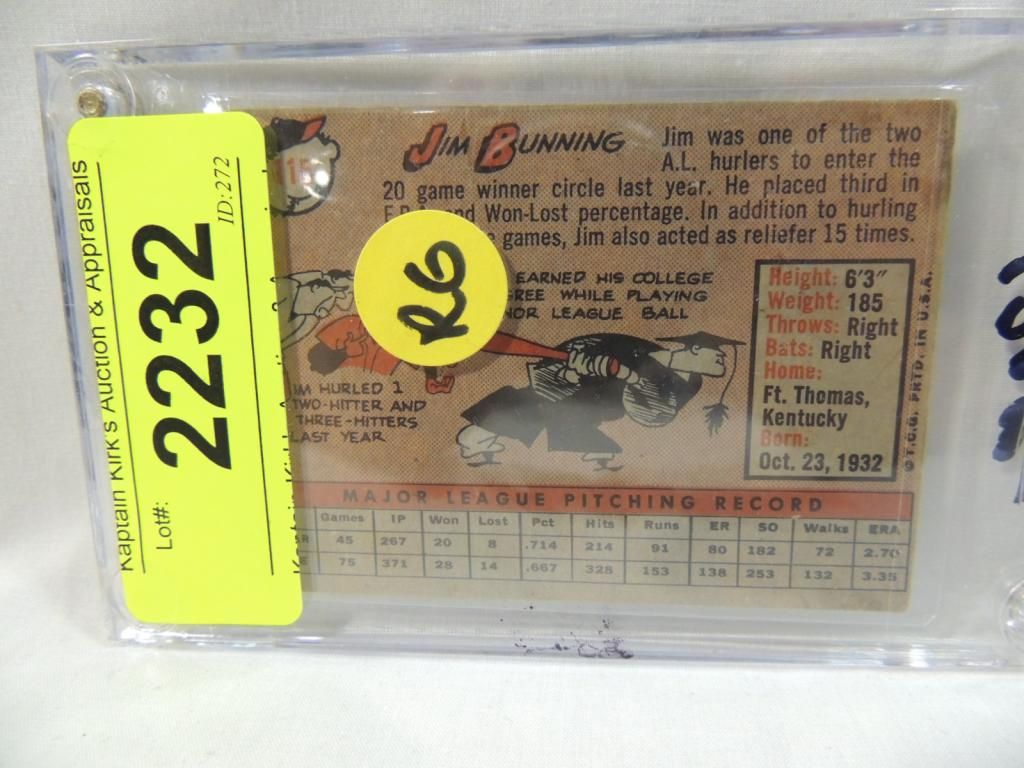 Kaptain Kirk's Auction & Appraisals
Lot#:
2232
ID:272
R6
115
JIM BUNNING
Jim was one of the two
A.L. hurlers to enter the
20 game winner circle last year. He placed third in
and Won-Lost percentage. In addition to hurling
games, Jim also acted as reliefer 15 times.
EARNED HIS COLLEGE
WHILE PLAYING
LEAGUE BALL
HURLED 1
TWO-HITTER AND
THREE-HITTERS
LAST YEAR
Height: 6'3"
Weight: 185
Throws: Right
Bats: Right
Home:
Ft. Thomas,
Kentucky
Born:
Oct. 23, 1932
©T.C.G. PRTD. IN U.S.A.
MAJOR LEAGUE PITCHING RECORD
Games IP Won Lost Pct Hits Runs ER SO Walks ERA
45 267 20 8 .714 214 91 80 182 72 2.70
75 371 28 14 .667 328 153 138 253 132 3.35